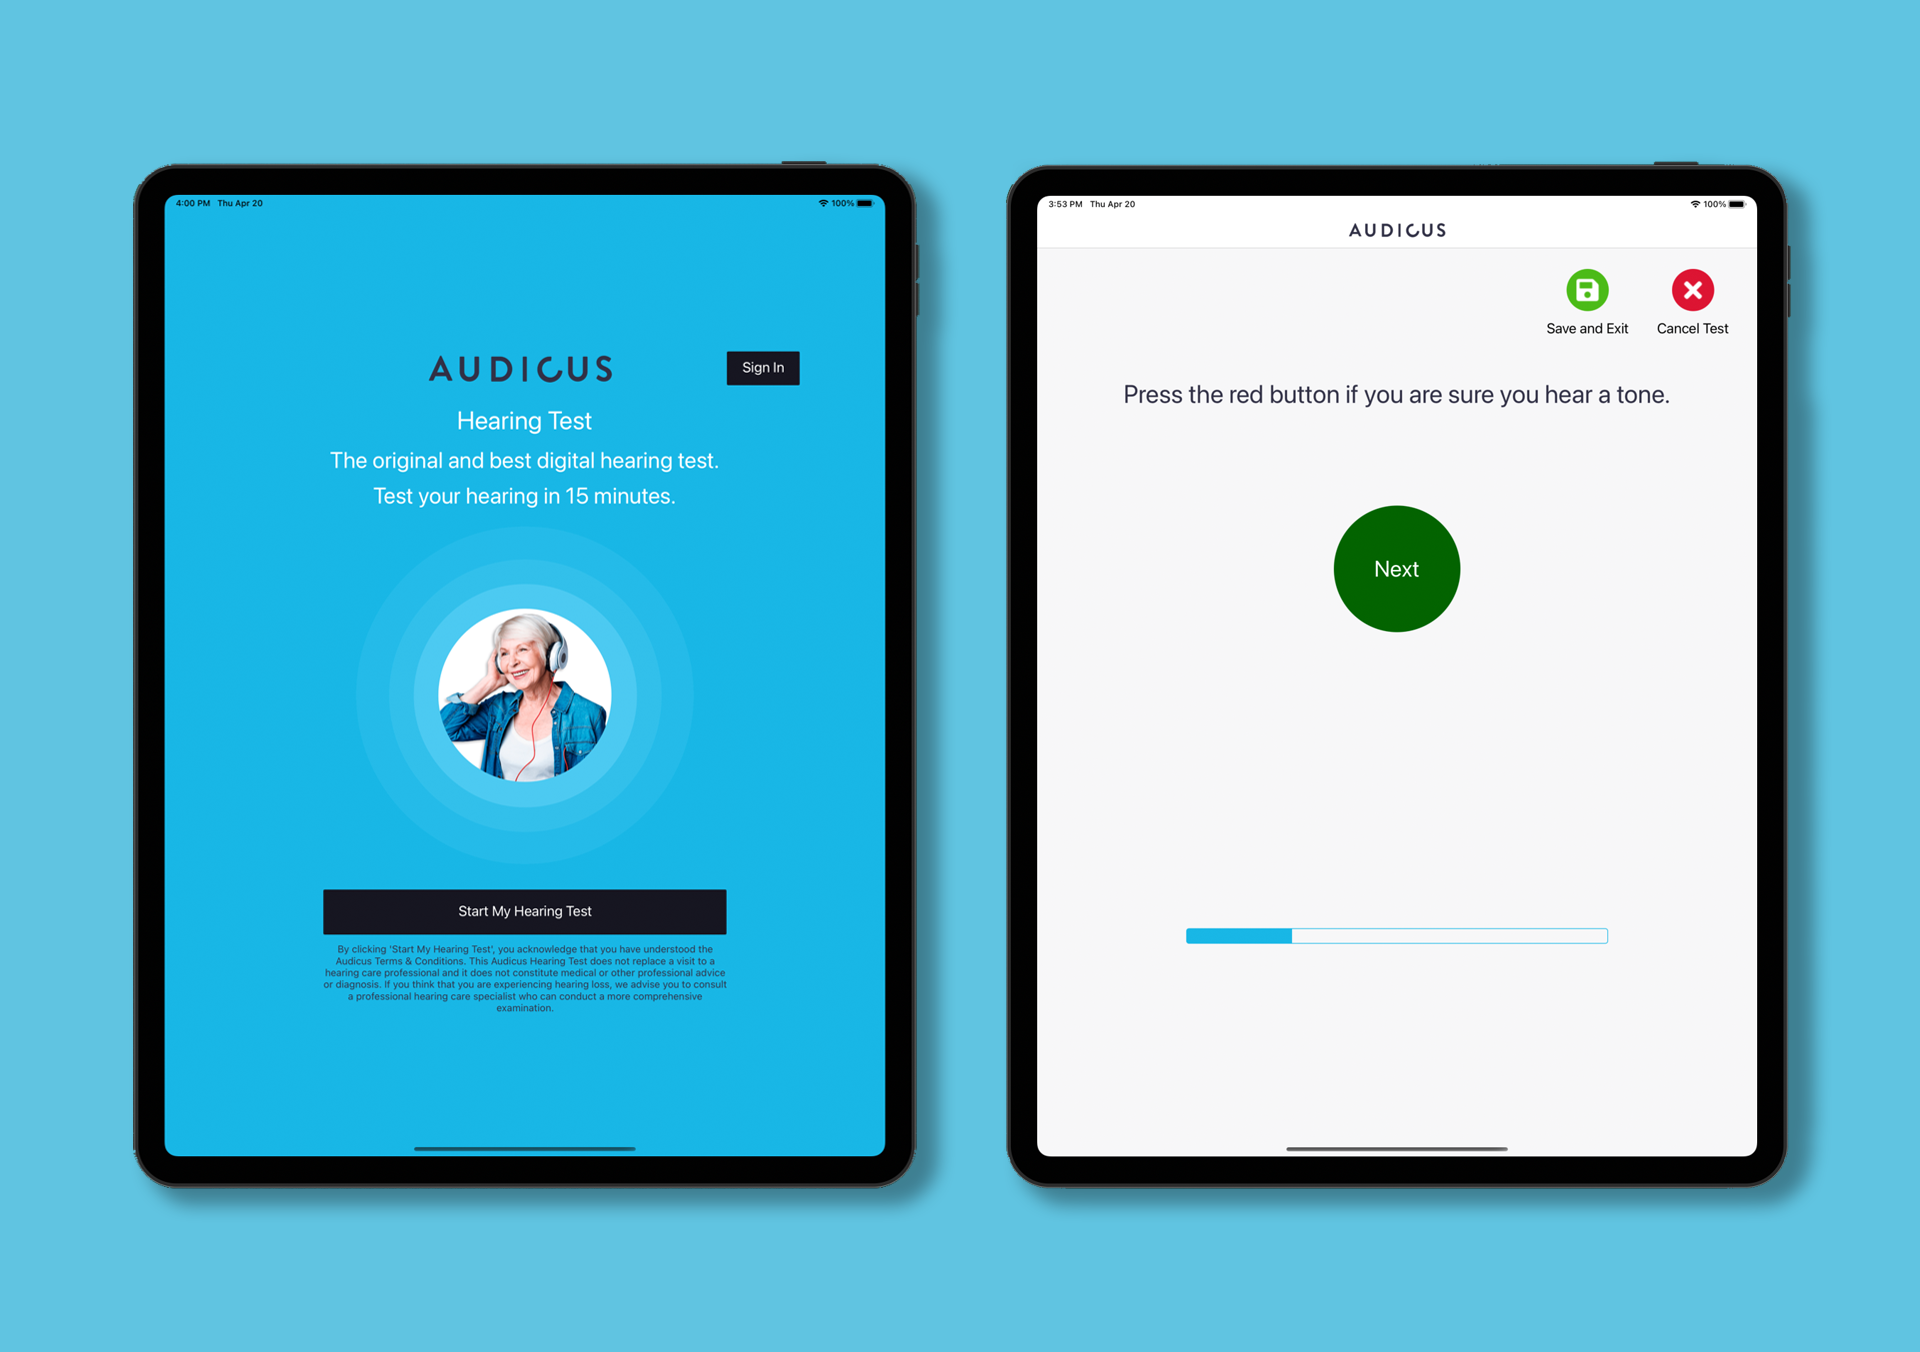 4:00 PM Thu Apr 20
100%
AUDICUS
Sign In
Hearing Test
The original and best digital hearing test.
Test your hearing in 15 minutes.
Start My Hearing Test
By clicking 'Start My Hearing Test', you acknowledge that you have understood the
Audicus Terms & Conditions. This Audicus Hearing Test does not replace a visit to a
hearing care professional and it does not constitute medical or other professional advice
or diagnosis. If you think that you are experiencing hearing loss, we advise you to consult
a professional hearing care specialist who can conduct a more comprehensive
examination.
3:53 PM Thu Apr 20
100%
AUDICUS
Save and Exit
Cancel Test
Press the red button if you are sure you hear a tone.
Next